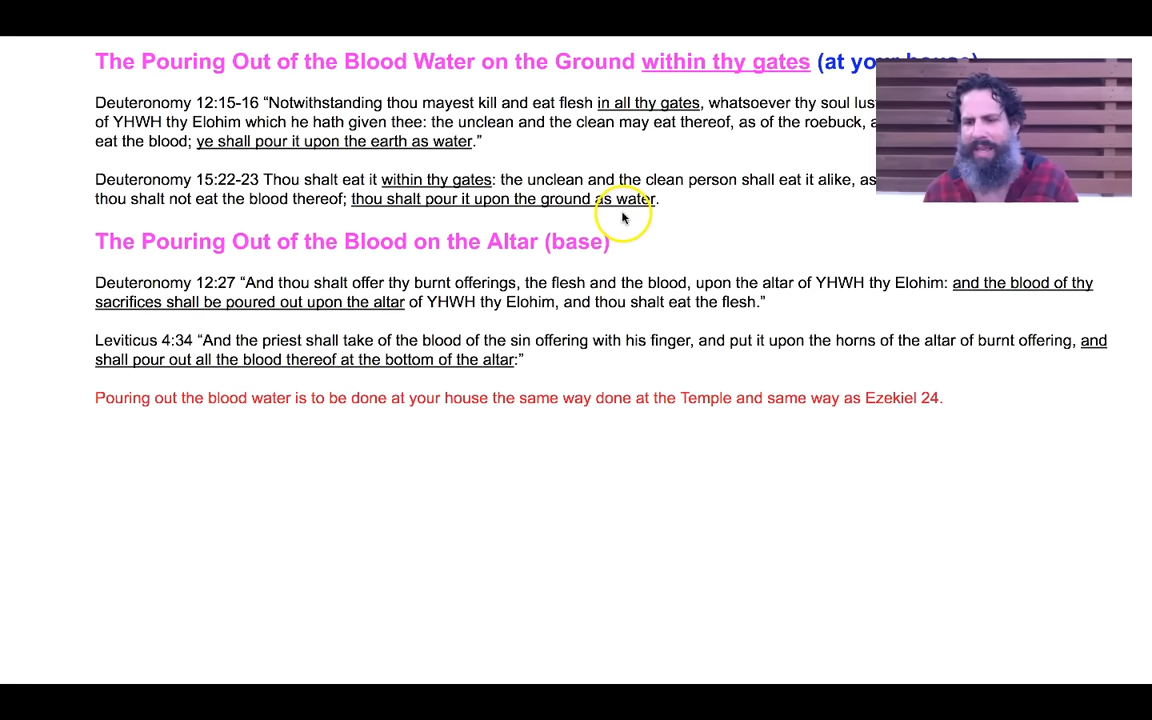 The Pouring Out of the Blood Water on the Ground within thy gates (at
Deuteronomy 12:15-16 “Notwithstanding thou mayest kill and eat flesh in all thy gates, whatsoever thy soul
of YHWH thy Elohim which he hath given thee: the unclean and the clean may eat thereof, as of the roebuck,
eat the blood; ye shall pour it upon the earth as water.”
Deuteronomy 15:22-23 Thou shalt eat it within thy gates: the unclean and the clean person shall eat it alike, as
thou shalt not eat the blood thereof; thou shalt pour it upon the ground as water.
The Pouring Out of the Blood on the Altar (base)
Deuteronomy 12:27 “And thou shalt offer thy burnt offerings, the flesh and the blood, upon the altar of YHWH thy Elohim: and the blood of thy
sacrifices shall be poured out upon the altar of YHWH thy Elohim, and thou shalt eat the flesh.”
Leviticus 4:34 “And the priest shall take of the blood of the sin offering with his finger, and put it upon the horns of the altar of burnt offering, and
shall pour out all the blood thereof at the bottom of the altar:”
Pouring out the blood water is to be done at your house the same way done at the Temple and same way as Ezekiel 24.